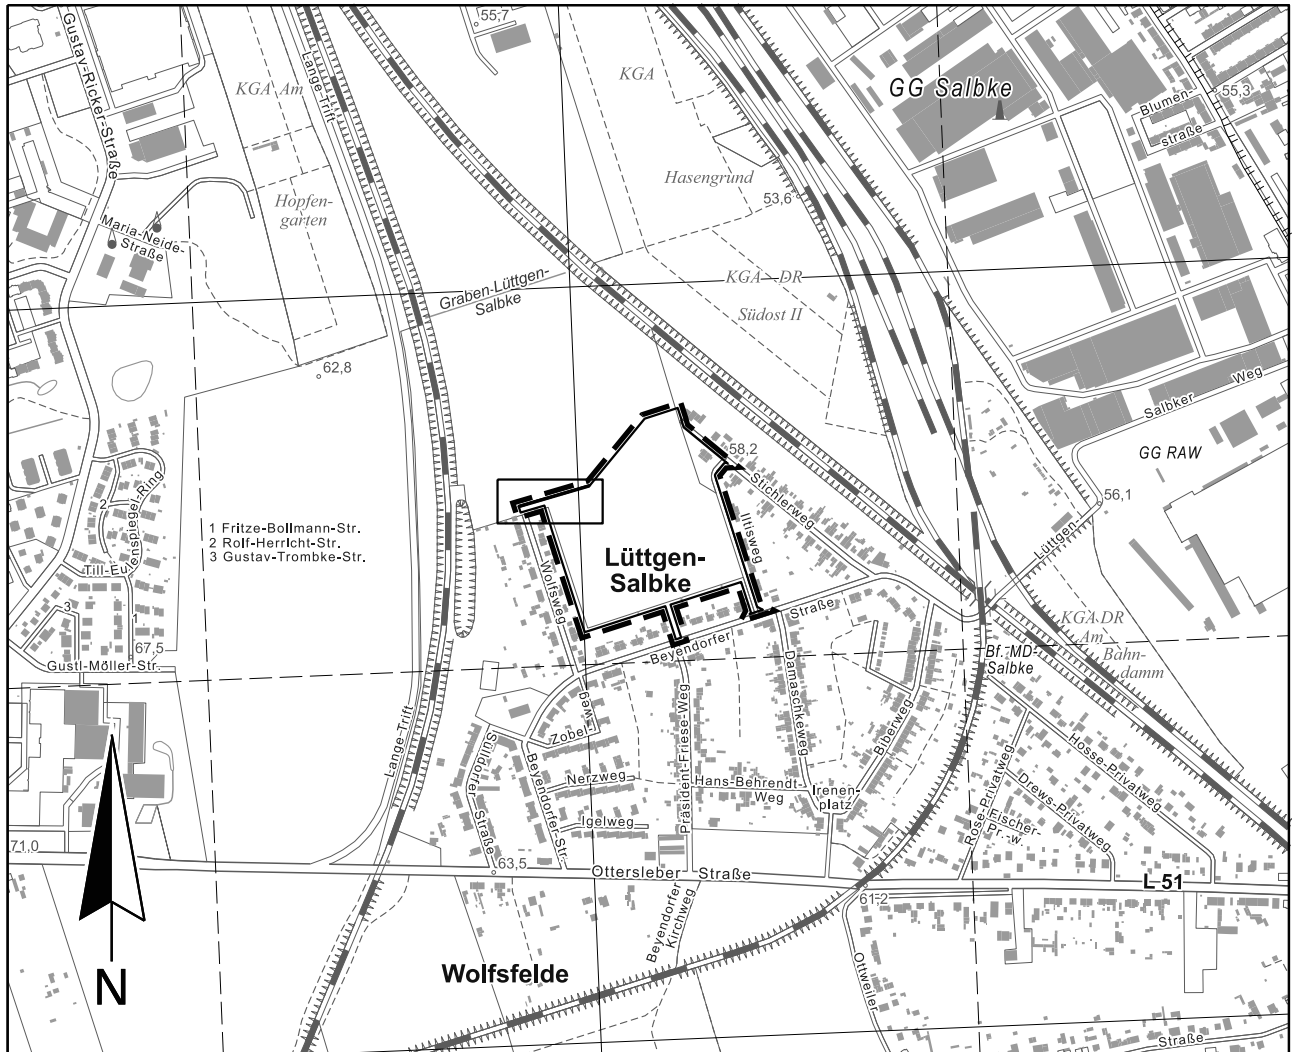 55,7
Gustav-Ricker-Straße
Lange-Trift
KGA Am
Hopfen-
garten
Maria-Neide-
Straße
KGA
Hasengrund
53,6
GG Salbke
Blumen-
straße
55,3
Graben-Lüttgen-
Salbke
KGA DR
Südost II
62,8
Salbker Weg
GG RAW
58,2
56,1
Stichlerweg
Iltisweg
Lüttgen-
1 Fritze-Bollmann-Str.
2 Rolf-Herricht-Str.
3 Gustav-Trombke-Str.
2
Till-Eulenspiegel-Ring
3
1
67,5
Gustl-Möller-Str.
Lüttgen-
Salbke
Wolfsweg
Beyendorfer Straße
KGA DR
Am
Bahn-
damm
Bf.-MD-
Salbke
Zobel-
weg
Lange-Trift
Sülldorfer Straße
Beyendorfer-Str.
Nerzweg
Igelweg
Präsident-Friese-Weg
Damaschkeweg
Hans-Behrendt-
Weg
Irenen-
platz
Biberweg
Rose-Privatweg
Hosse-Privatweg
Drews-Privatweg
Fischer-
Pr.-w.
71,0
63,5
Ottersleber Straße
L 51
61,2
Beyendorfer
Kirchweg
Ottweiler
Straße
Wolfsfelde
N